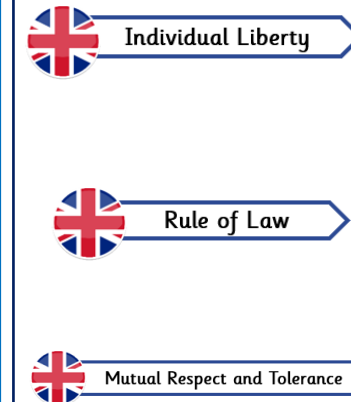 Individual Liberty
Rule of Law
Mutual Respect and Tolerance